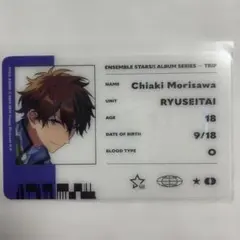 ENSEMBLE STARS!! ALBUM SERIES - TRIP
NAME Chiaki Morisawa
UNIT RYUSEITAI
AGE 18
DATE OF BIRTH 9/18
BLOOD TYPE O